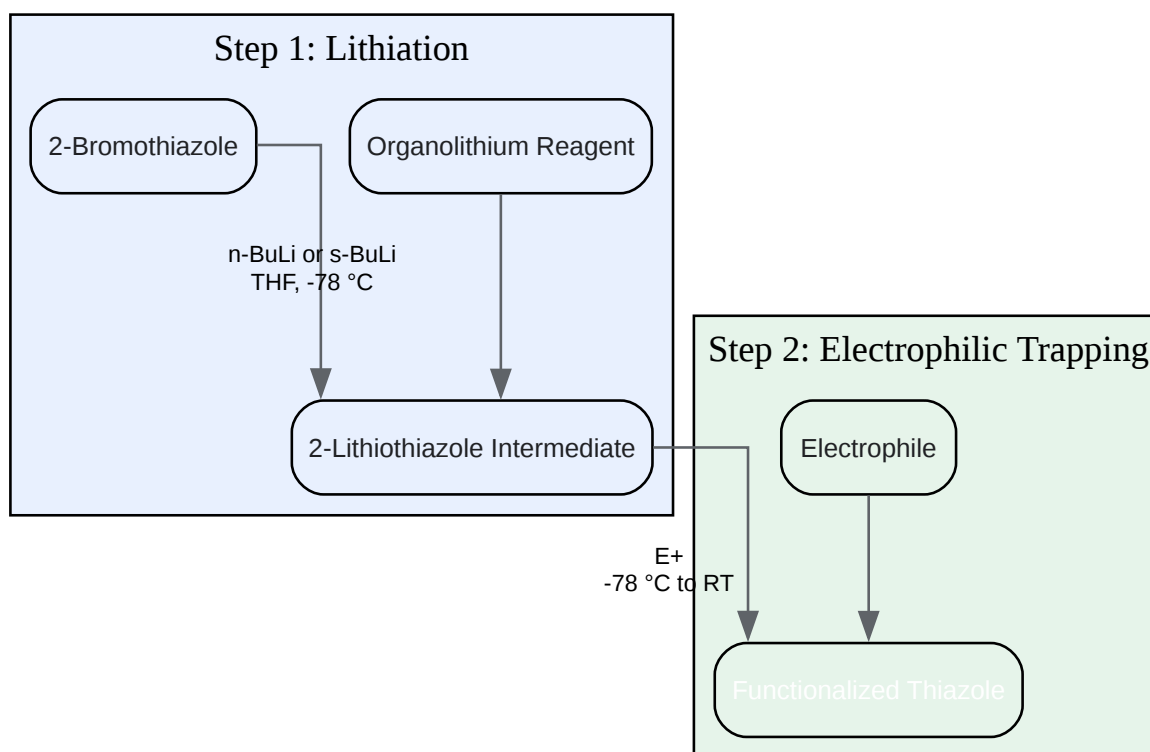 Step 1: Lithiation
2-Bromothiazole
Organolithium Reagent
n-BuLi or s-BuLi
THF, -78 °C
2-Lithiothiazole Intermediate
Step 2: Electrophilic Trapping
Electrophile
E+
-78 °C to RT
Functionalized Thiazole